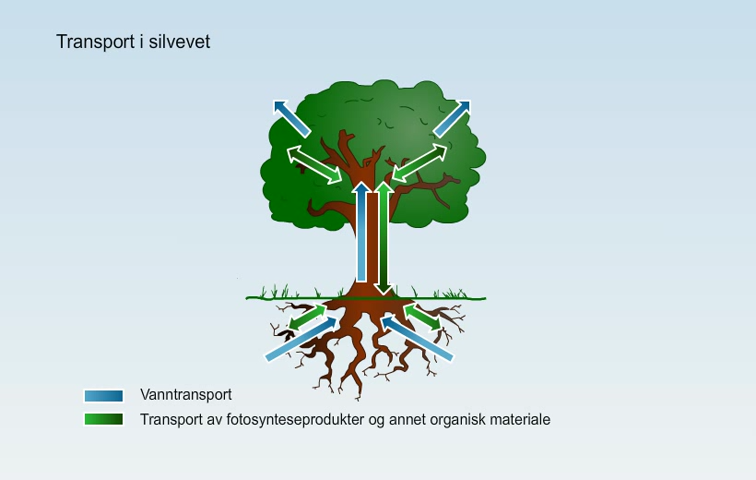 Transport i silvevet
Vanntransport
Transport av fotosynteseprodukter og annet organisk materiale